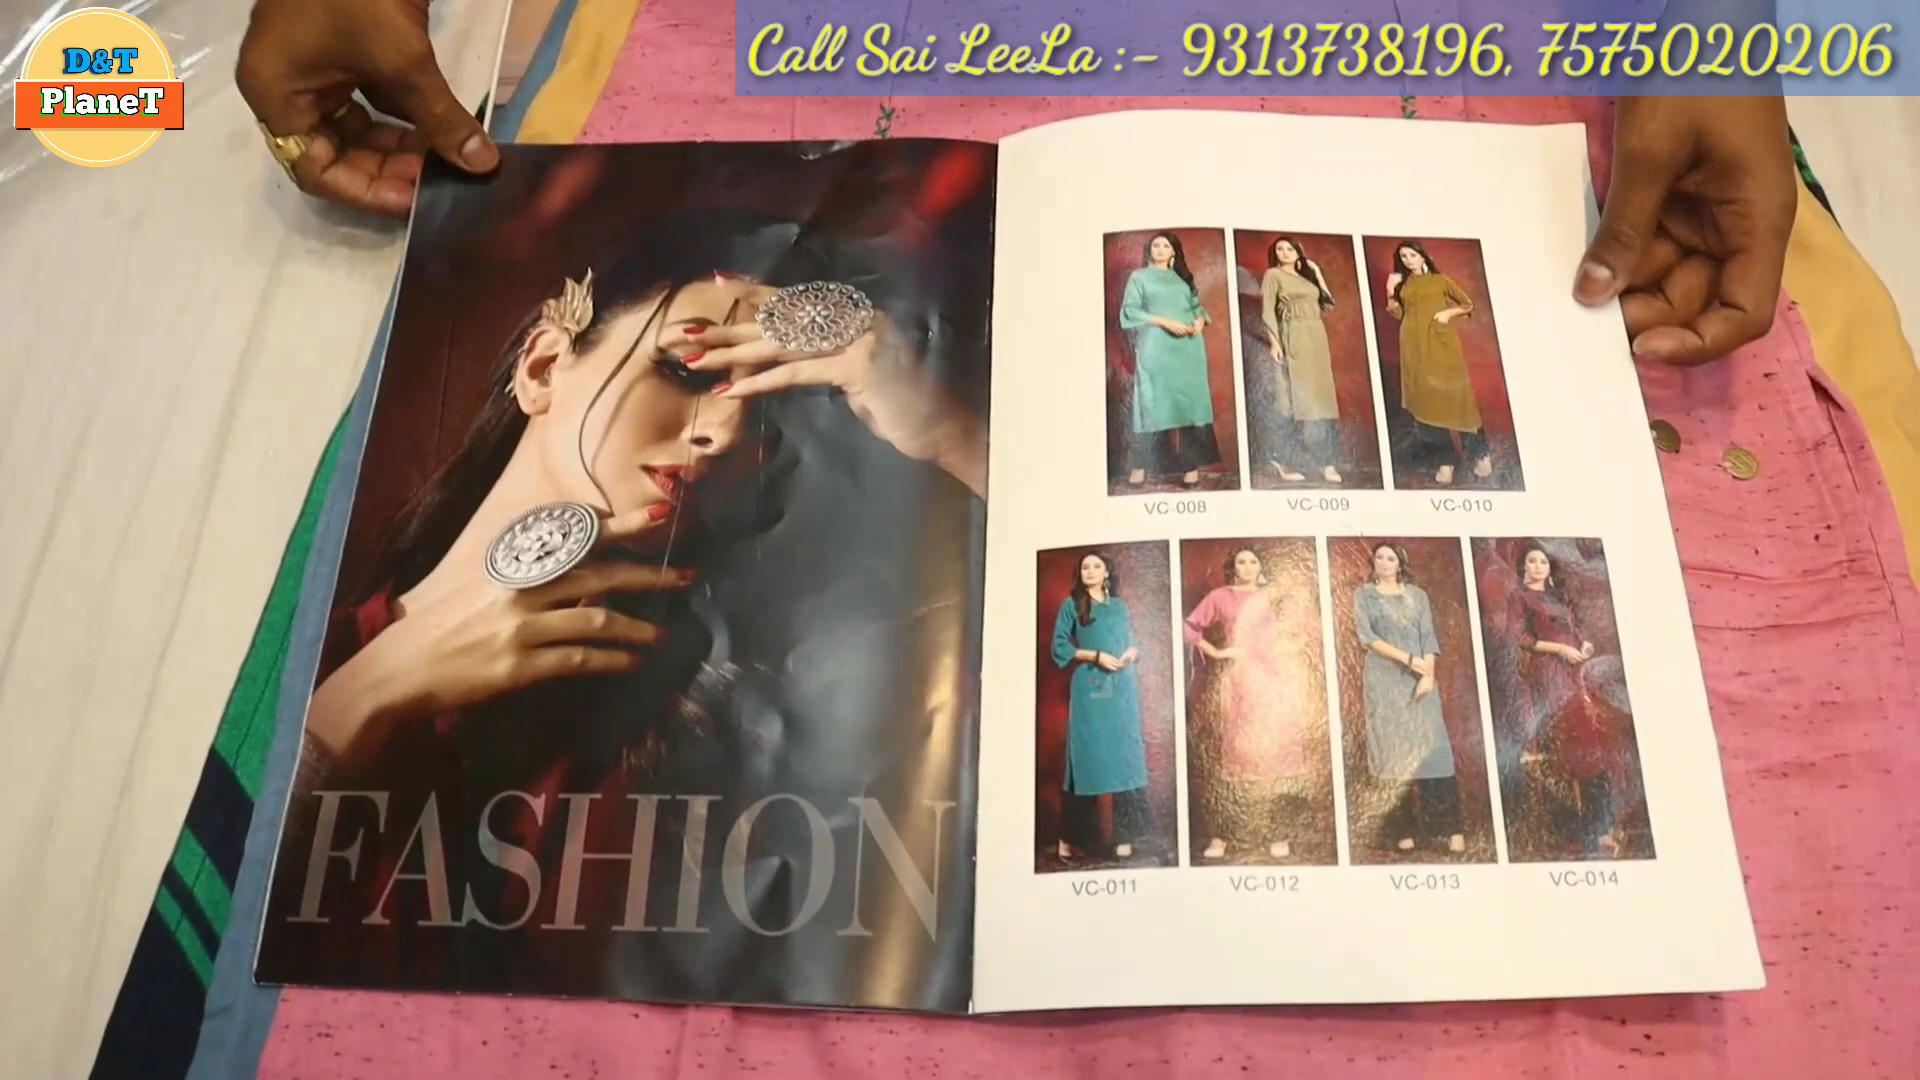 D&T
PlaneT
Call Sai LeeLa :- 9313738196, 7575020206
FASHION
VC-008 VC-009 VC-010
VC-011 VC-012 VC-013 VC-014